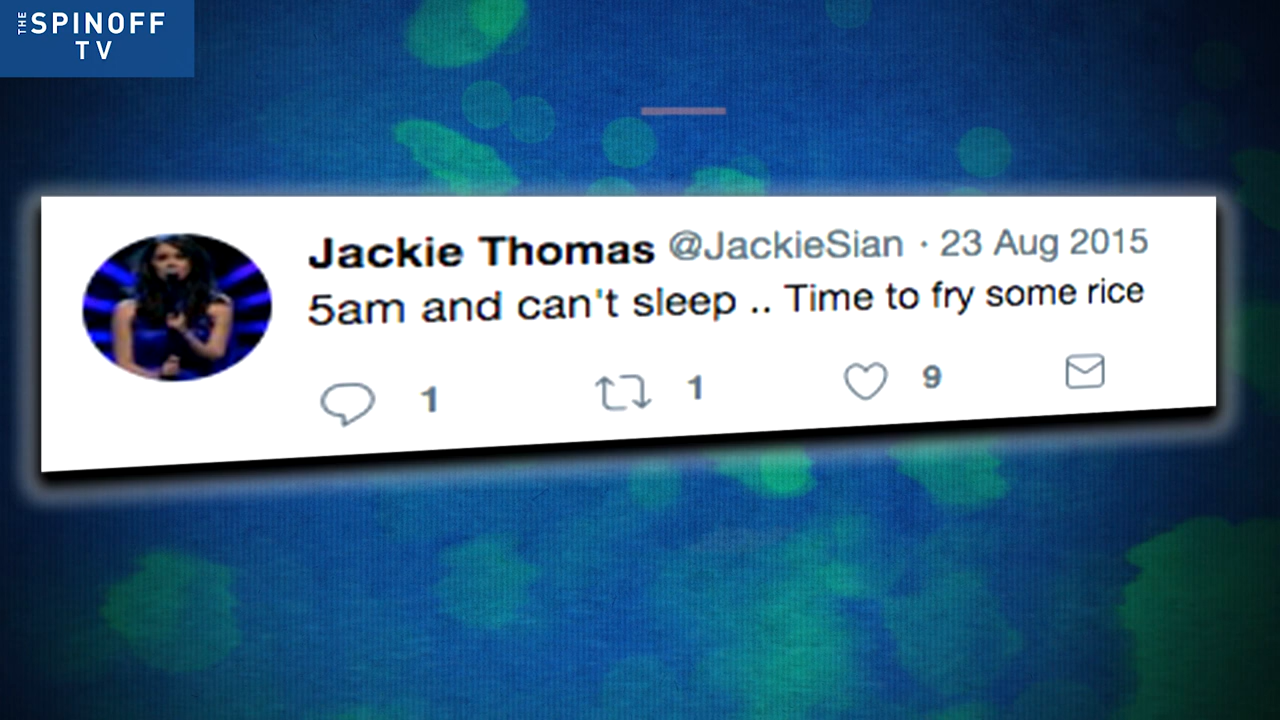 THE SPINOFF
TV
Jackie Thomas @JackieSian · 23 Aug 2015
5am and can't sleep .. Time to fry some rice
1 1 9